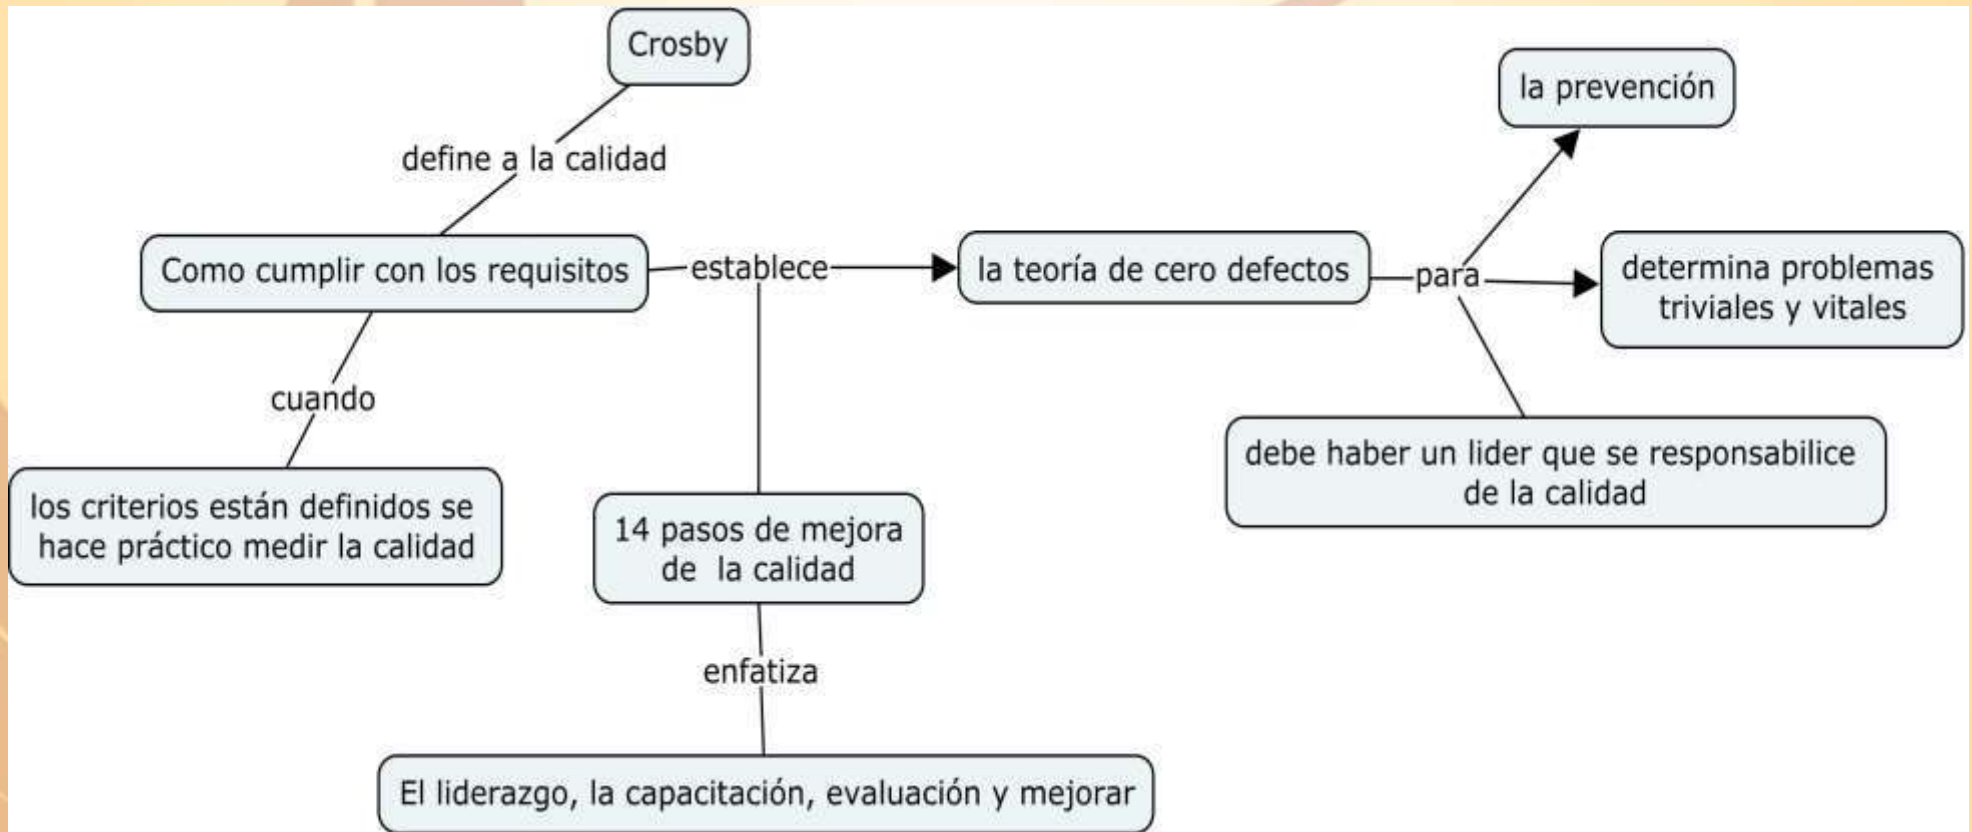 Crosby
define a la calidad
Como cumplir con los requisitos
cuando
los criterios están definidos se
hace práctico medir la calidad
establece
14 pasos de mejora
de la calidad
enfatiza
El liderazgo, la capacitación, evaluación y mejorar
la teoría de cero defectos
para
la prevención
determina problemas
triviales y vitales
debe haber un lider que se responsabilice
de la calidad